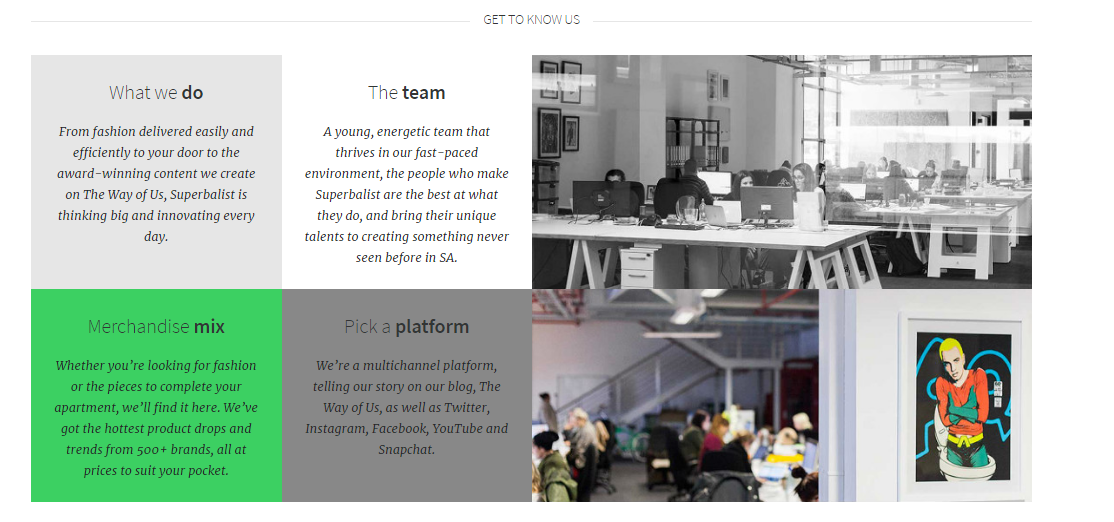 GET TO KNOW US
What we do
From fashion delivered easily and
efficiently to your door to the
award-winning content we create
on The Way of Us, Superbalist is
thinking big and innovating every
day.
The team
A young, energetic team that
thrives in our fast-paced
environment, the people who make
Superbalist are the best at what
they do, and bring their unique
talents to creating something never
seen before in SA.
Merchandise mix
Whether you’re looking for fashion
or the pieces to complete your
apartment, we’ll find it here. We’ve
got the hottest product drops and
trends from 500+ brands, all at
prices to suit your pocket.
Pick a platform
We’re a multichannel platform,
telling our story on our blog, The
Way of Us, as well as Twitter,
Instagram, Facebook, YouTube and
Snapchat.